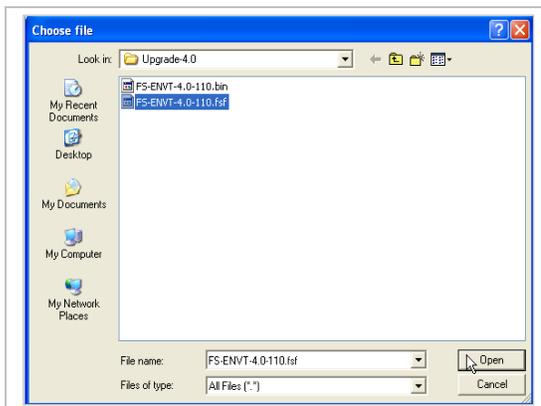 Choose file
Look in:
Upgrade-4.0
My Recent
Documents
Desktop
My Documents
My Computer
My Network
Places
FS-ENVT-4.0-110.bin
FS-ENVT-4.0-110.fsf
File name:
FS-ENVT-4.0-110.fsf
Open
Files of type:
All Files (*.*)
Cancel